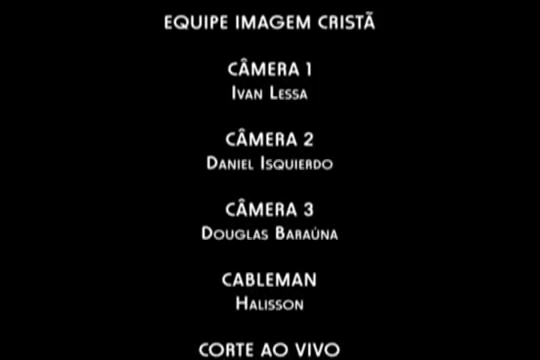 EQUIPE IMAGEM CRISTÃ
CÂMERA 1
IVAN LESSA
CÂMERA 2
DANIEL ISQUIERDO
CÂMERA 3
DOUGLAS BARAÚNA
CABLEMAN
HALISSON
CORTE AO VIVO